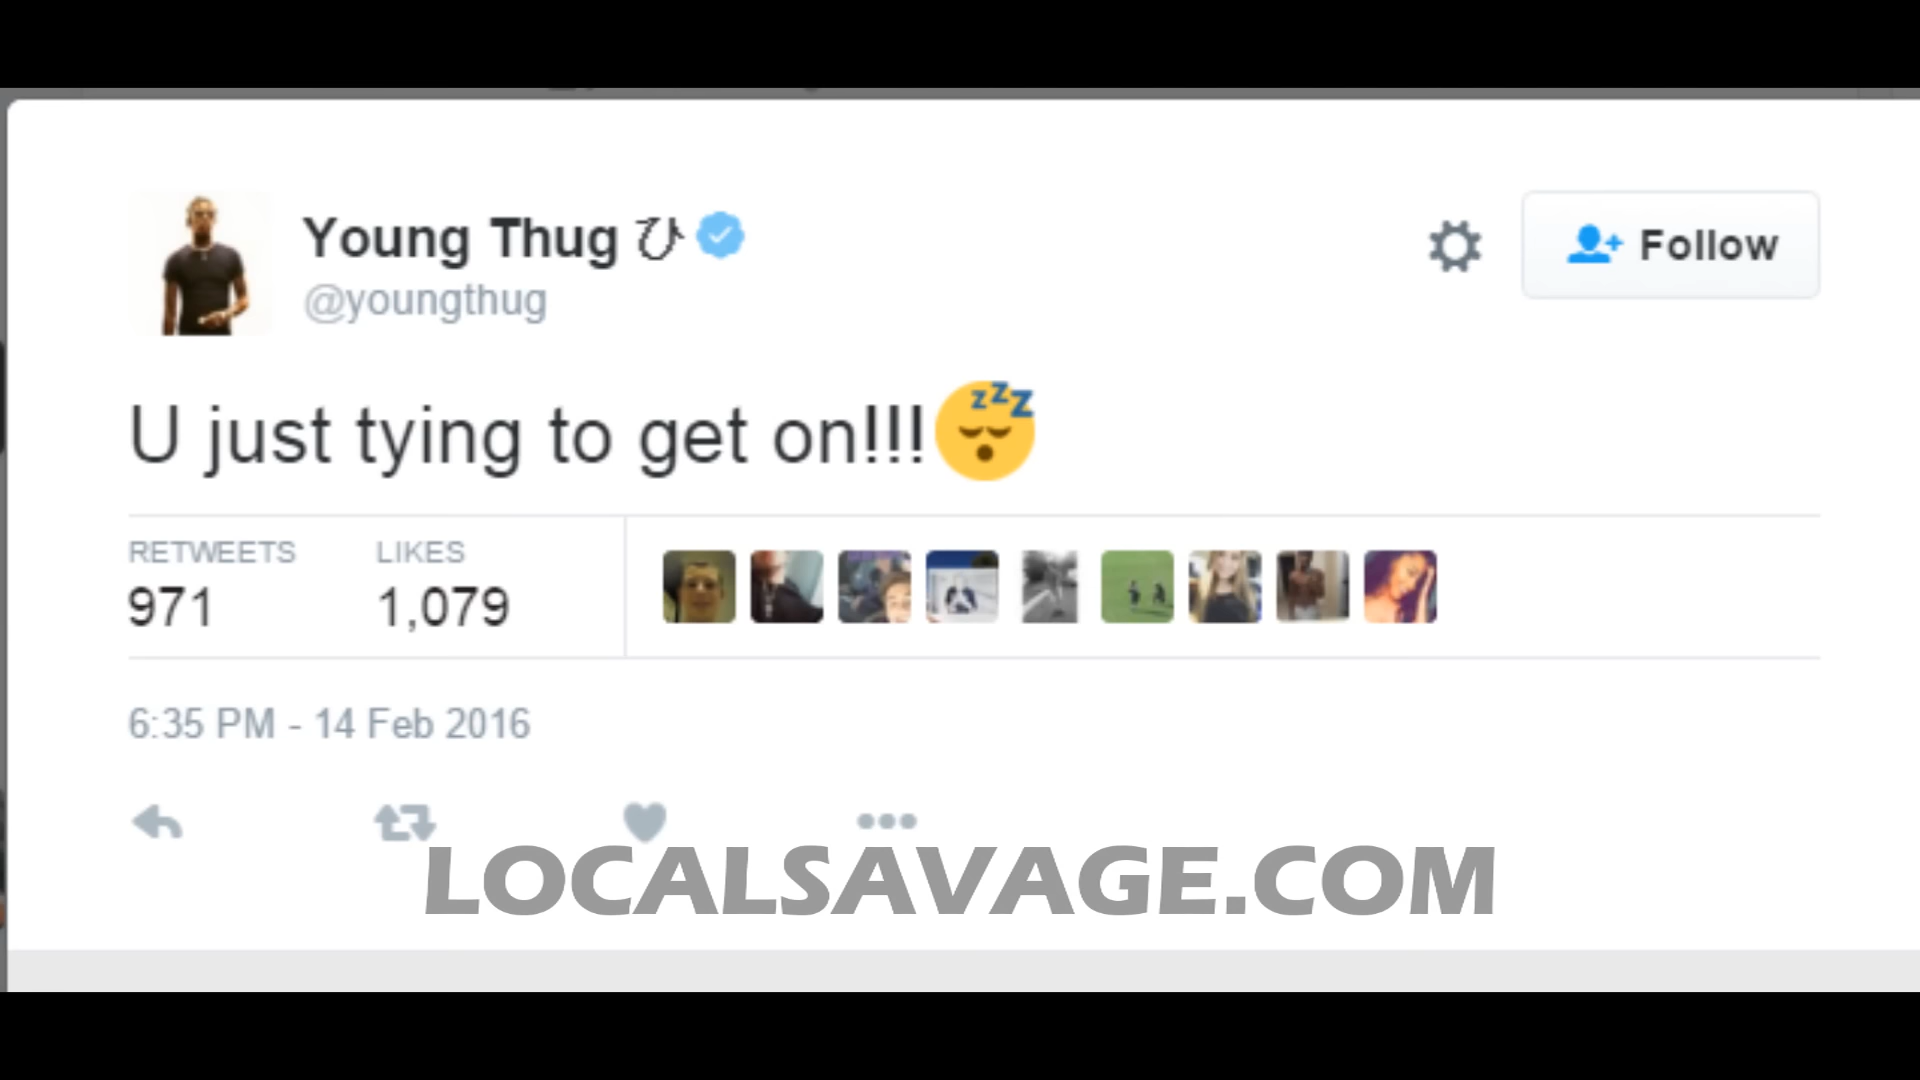 Young Thug ひ
@youngthug
Follow
U just tying to get on!!!😴
RETWEETS LIKES
971 1,079
6:35 PM - 14 Feb 2016
LOCALSAVAGE.COM